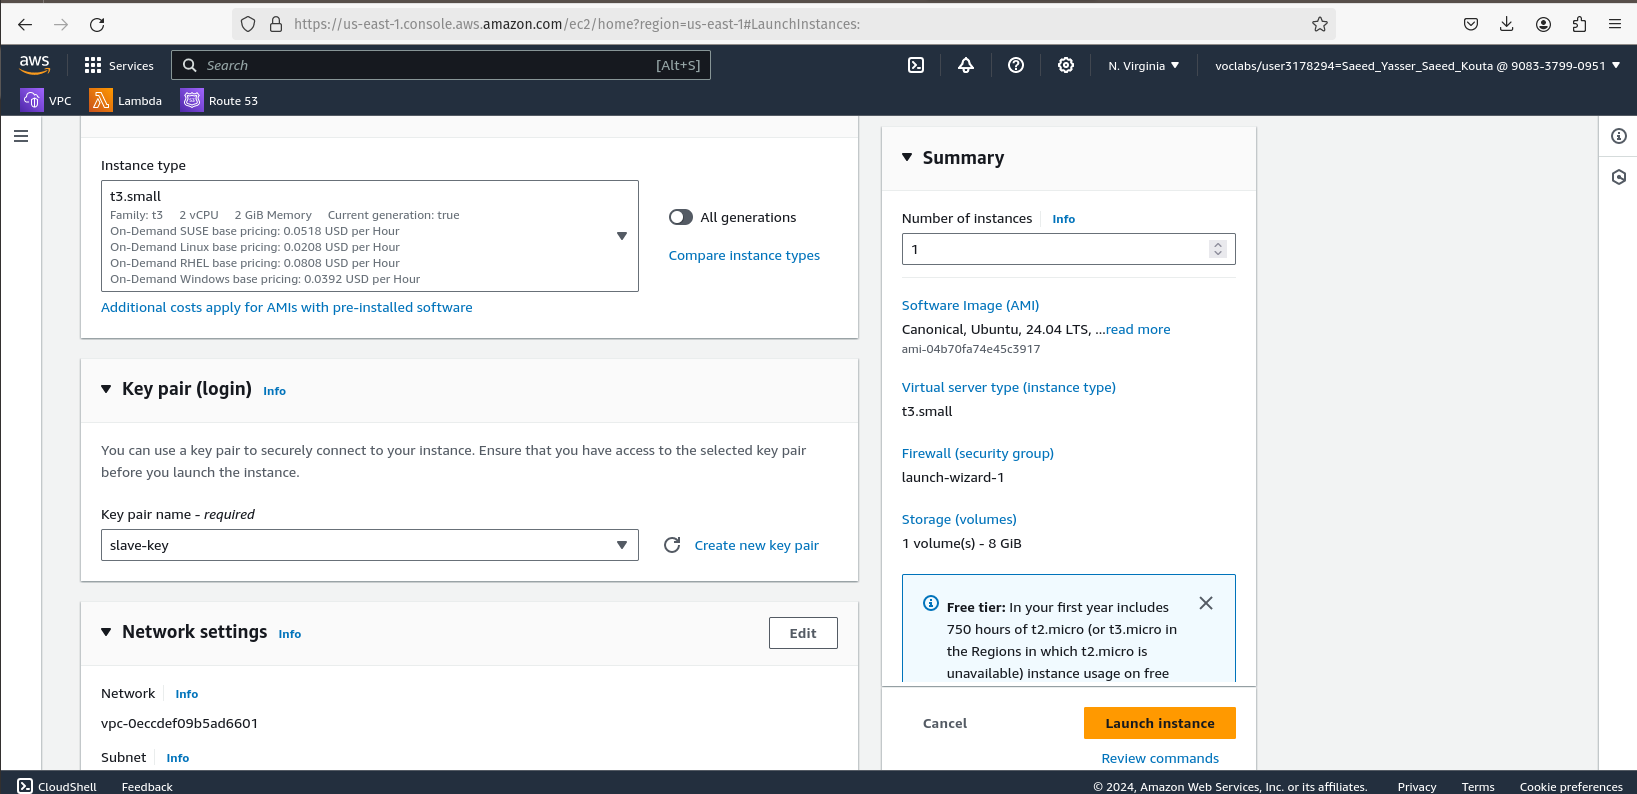 https://us-east-1.console.aws.amazon.com/ec2/home?region=us-east-1#LaunchInstances:
aws
Services
Search
[Alt+S]
N. Virginia
voclabs/user3178294=Saeed_Yasser_Saeed_Kouta @ 9083-3799-0951
VPC
Lambda
Route 53
Instance type
t3.small
Family: t3 2 vCPU 2 GiB Memory Current generation: true
On-Demand SUSE base pricing: 0.0518 USD per Hour
On-Demand Linux base pricing: 0.0208 USD per Hour
On-Demand RHEL base pricing: 0.0808 USD per Hour
On-Demand Windows base pricing: 0.0392 USD per Hour
All generations
Compare instance types
Additional costs apply for AMIs with pre-installed software
Key pair (login) Info
You can use a key pair to securely connect to your instance. Ensure that you have access to the selected key pair
before you launch the instance.
Key pair name - required
slave-key
Create new key pair
Network settings Info
Edit
Network Info
vpc-0eccdef09b5ad6601
Subnet Info
Summary
Number of instances Info
1
Software Image (AMI)
Canonical, Ubuntu, 24.04 LTS, ...read more
ami-04b70fa74e45c3917
Virtual server type (instance type)
t3.small
Firewall (security group)
launch-wizard-1
Storage (volumes)
1 volume(s) - 8 GiB
Free tier: In your first year includes
750 hours of t2.micro (or t3.micro in
the Regions in which t2.micro is
unavailable) instance usage on free
Cancel
Launch instance
Review commands
CloudShell
Feedback
© 2024, Amazon Web Services, Inc. or its affiliates.
Privacy
Terms
Cookie preferences